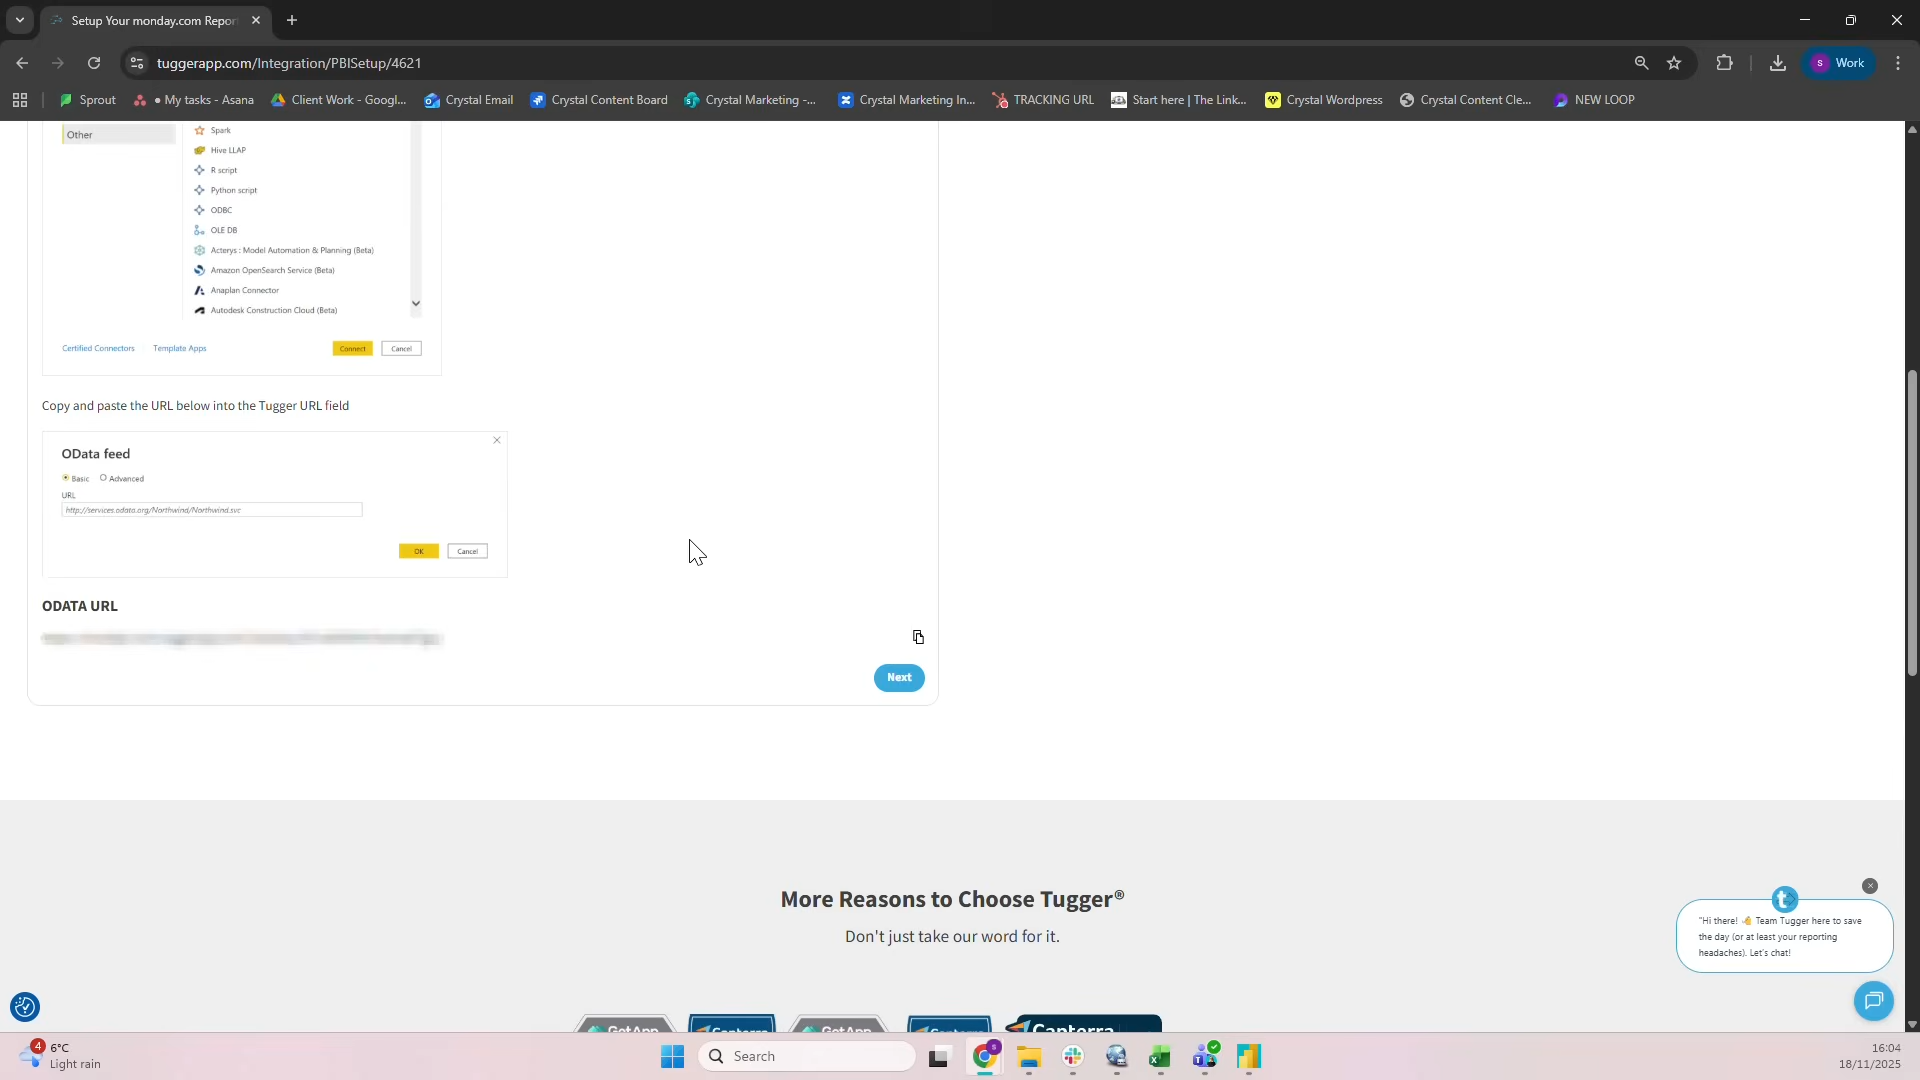 Setup Your monday.com Repor
tuggerapp.com/Integration/PBISetup/4621
S Work
Sprout
• My tasks - Asana
Client Work - Googl...
Crystal Email
Crystal Content Board
Crystal Marketing -...
Crystal Marketing In...
TRACKING URL
Start here | The Link...
Crystal Wordpress
Crystal Content Cle...
NEW LOOP
Other
Spark
Hive LLAP
R script
Python script
ODBC
OLE DB
Acterys : Model Automation & Planning (Beta)
Amazon OpenSearch Service (Beta)
Anaplan Connector
Autodesk Construction Cloud (Beta)
Certified Connectors
Template Apps
Connect
Cancel
Copy and paste the URL below into the Tugger URL field
OData feed
Basic
Advanced
URL
http://services.odata.org/Northwind/Northwind.svc
OK
Cancel
ODATA URL
Next
More Reasons to Choose Tugger®
Don't just take our word for it.
"Hi there! Team Tugger here to save
the day (or at least your reporting
headaches). Let's chat!
GetApp
Capterra
GetApp
Capterra
Capterra
4
6°C
Light rain
Search
16:04
18/11/2025